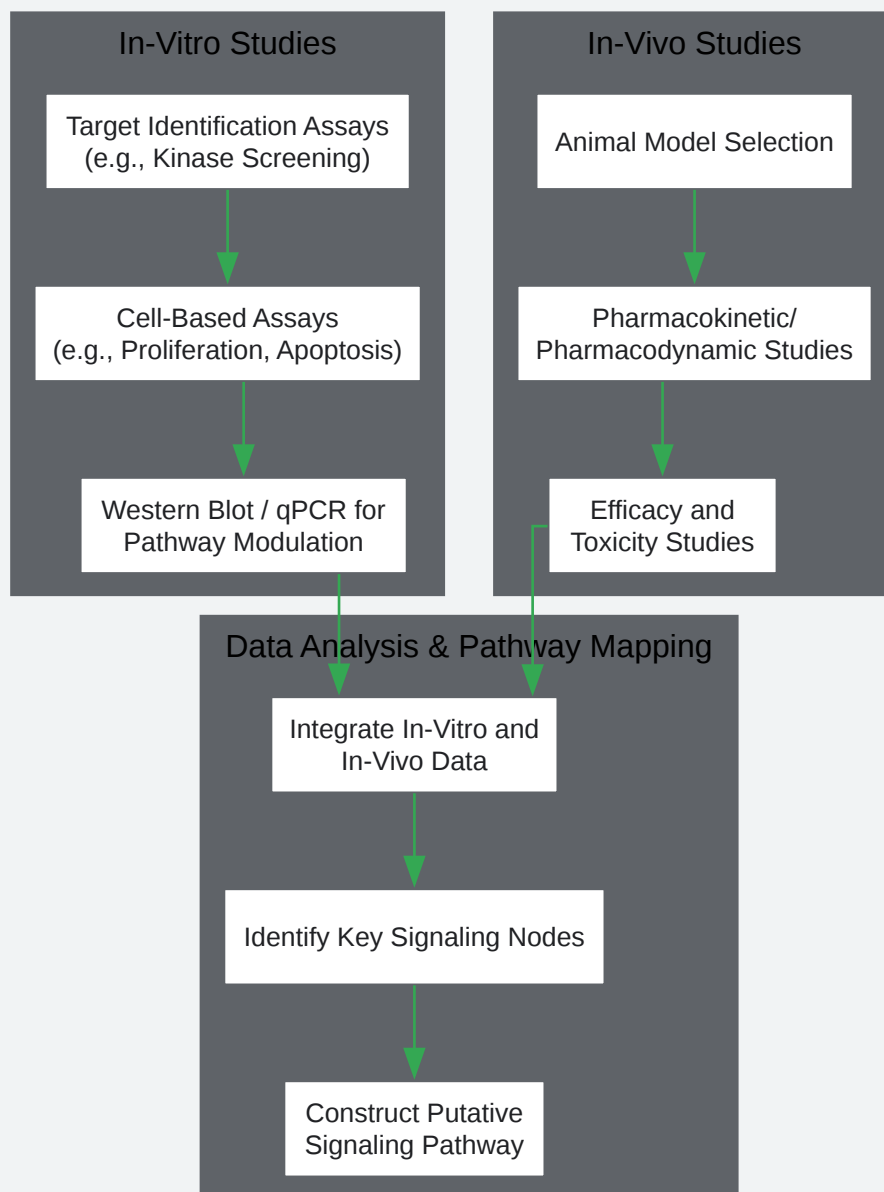 In-Vitro Studies
Target Identification Assays
(e.g., Kinase Screening)
Cell-Based Assays
(e.g., Proliferation, Apoptosis)
Western Blot / qPCR for
Pathway Modulation
In-Vivo Studies
Animal Model Selection
Pharmacokinetic/
Pharmacodynamic Studies
Efficacy and
Toxicity Studies
Data Analysis & Pathway Mapping
Integrate In-Vitro and
In-Vivo Data
Identify Key Signaling Nodes
Construct Putative
Signaling Pathway